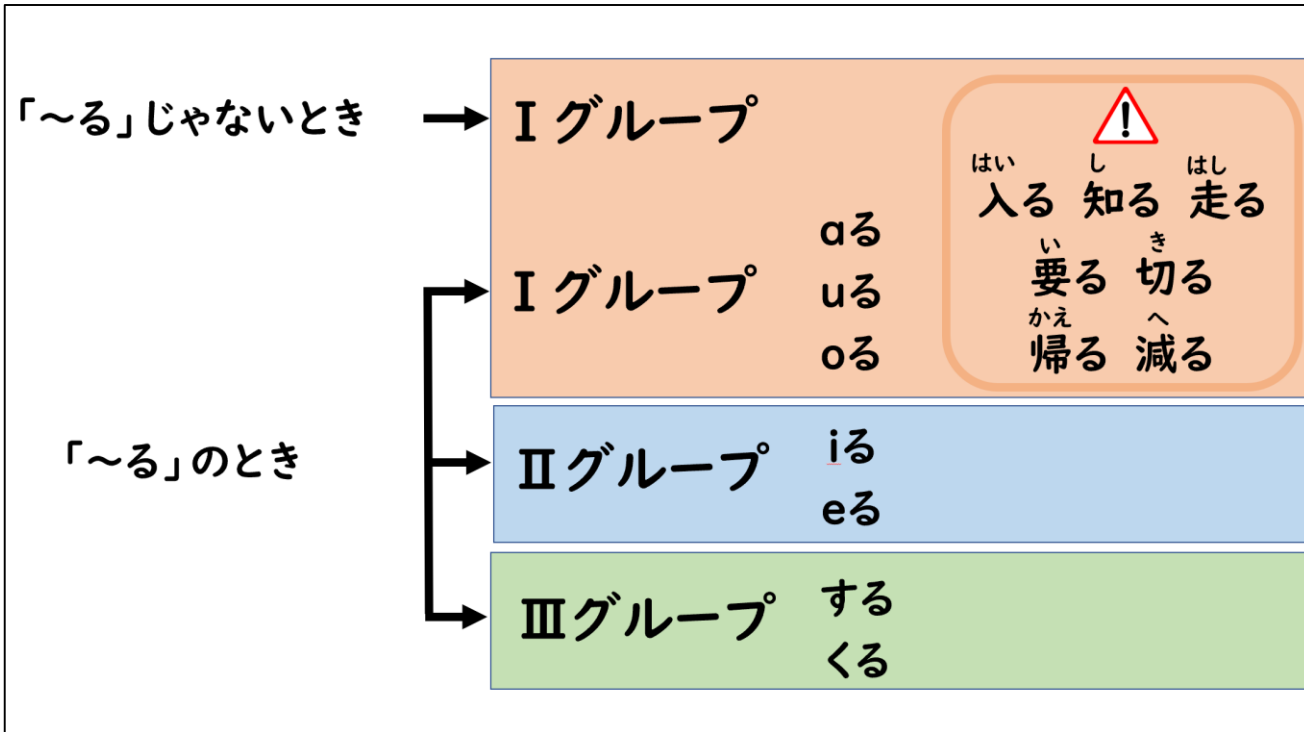 「～る」じゃないとき
Ⅰグループ
Ⅰグループ
aる
uる
oる
!
はい し はし
入る 知る 走る
い き
要る 切る
かえ へ
帰る 減る
「～る」のとき
Ⅱグループ
iる
eる
Ⅲグループ
する
くる